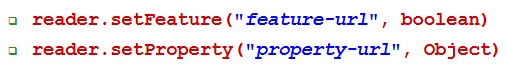 ❑ reader.setFeature("feature-url", boolean)
❑ reader.setProperty("property-url", Object)